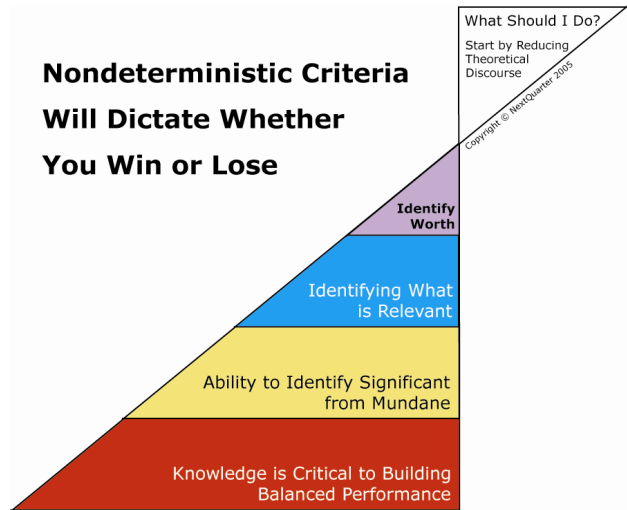 Nondeterministic Criteria
Will Dictate Whether
You Win or Lose
What Should I Do?
Start by Reducing
Theoretical
Discourse
Copyright © NextQuarter 2005
Identify
Worth
Identifying What
is Relevant
Ability to Identify Significant
from Mundane
Knowledge is Critical to Building
Balanced Performance